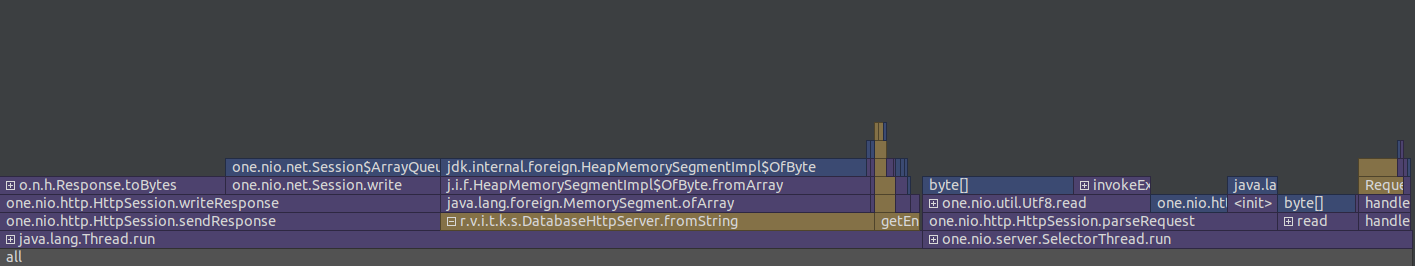 one.nio.net.Session$ArrayQueu jdk.internal.foreign.HeapMemorySegmentImpl$OfByte
o.n.h.Response.toBytes one.nio.net.Session.write j.i.f.HeapMemorySegmentImpl$OfByte.fromArray byte[] invokeEx java.la Reque
one.nio.http.HttpSession.writeResponse java.lang.foreign.MemorySegment.ofArray one.nio.util.Utf8.read one.nio.htt <init> byte[] handle
one.nio.http.HttpSession.sendResponse r.v.i.t.k.s.DatabaseHttpServer.fromString getEn one.nio.http.HttpSession.parseRequest read handle
java.lang.Thread.run one.nio.server.SelectorThread.run
all